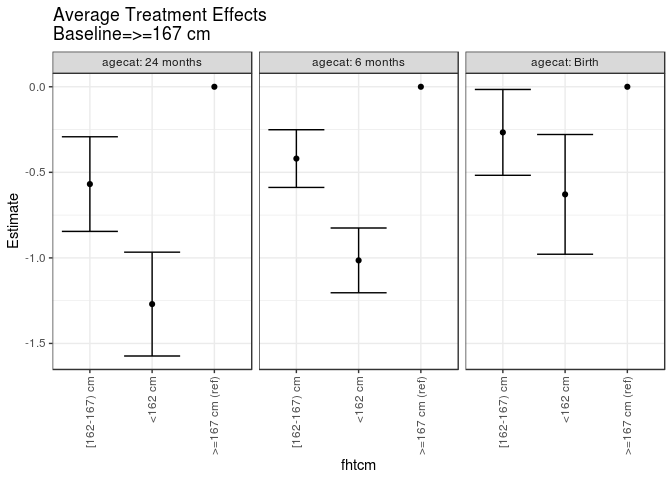 Average Treatment Effects
Baseline=>=167 cm
agecat: 24 months
agecat: 6 months
agecat: Birth
0.0
-0.5
-1.0
-1.5
Estimate
[162-167) cm
<162 cm
>=167 cm (ref)
[162-167) cm
<162 cm
>=167 cm (ref)
[162-167) cm
<162 cm
>=167 cm (ref)
fhtcm